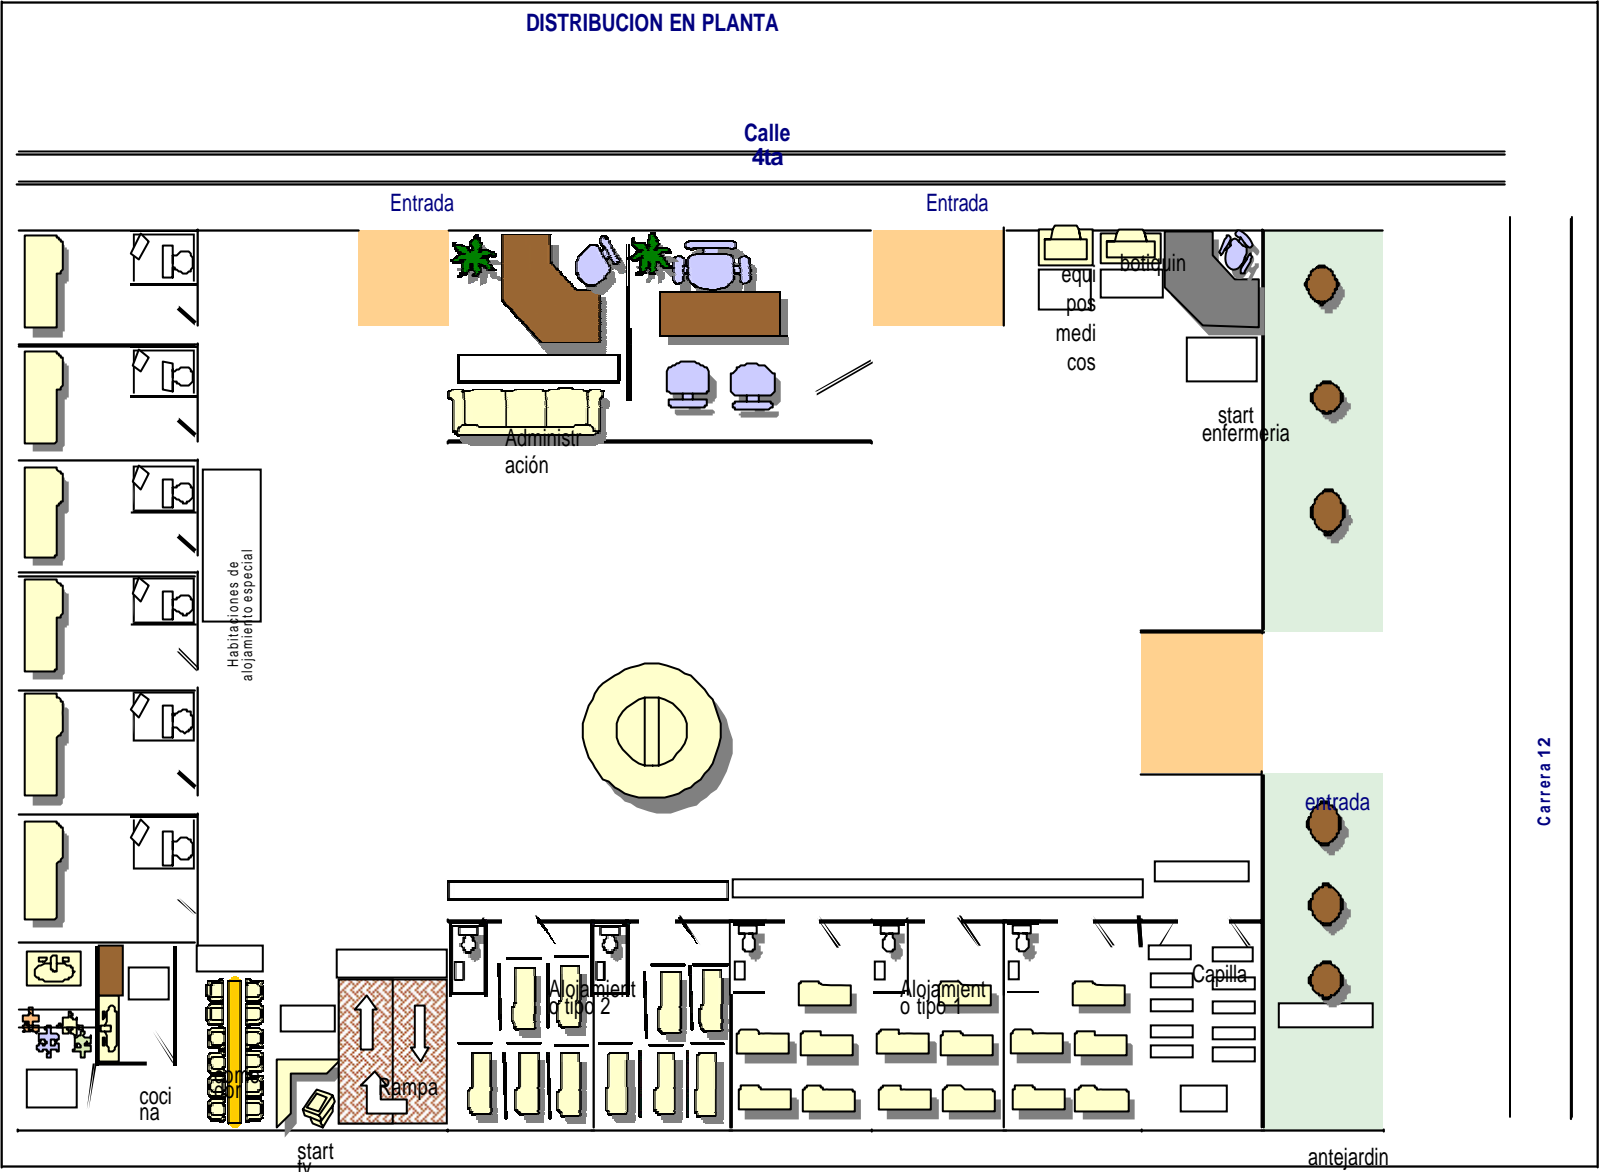 DISTRIBUCION EN PLANTA
Calle
4ta
Entrada
Entrada
equi
pos
medi
cos
botiquin
start
enfermeria
Administr
ación
Habitaciones de
alojamiento especial
Carrera 12
entrada
Alojamient
o tipo 2
Alojamient
o tipo 1
Capilla
Rampa
coci
na
start
tv
antejardin